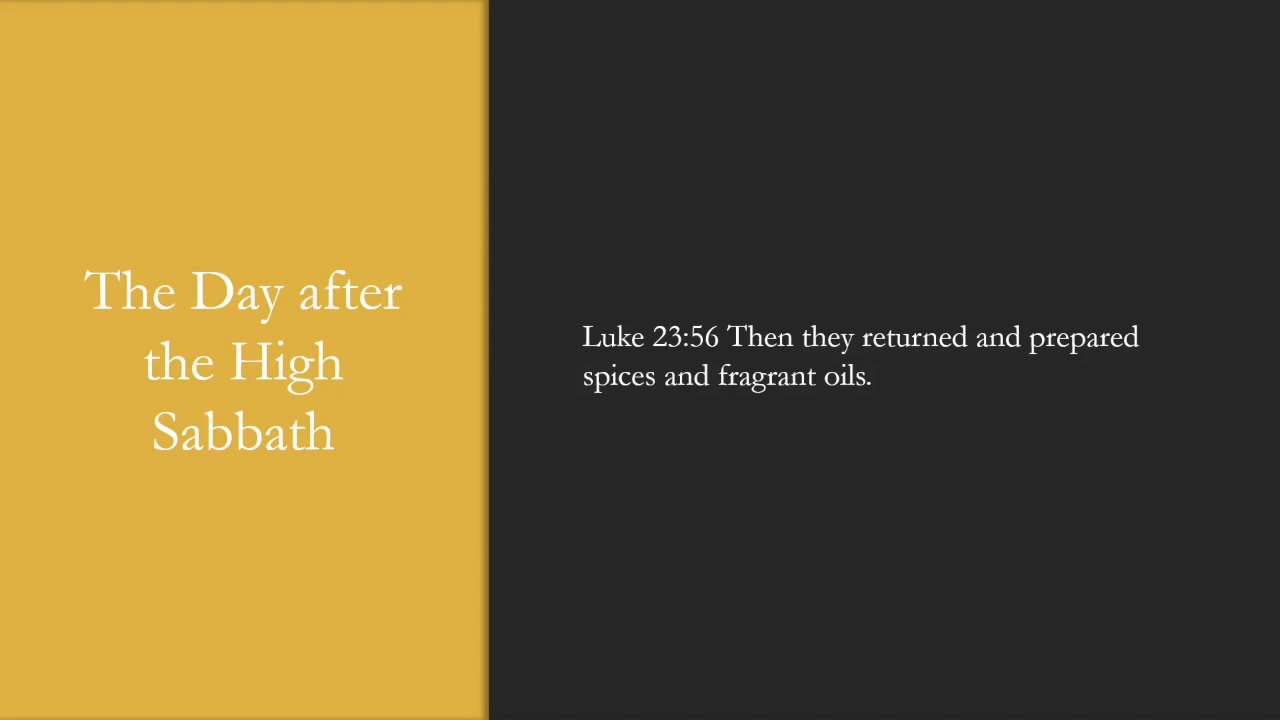 The Day after
the High
Sabbath
Luke 23:56 Then they returned and prepared
spices and fragrant oils.